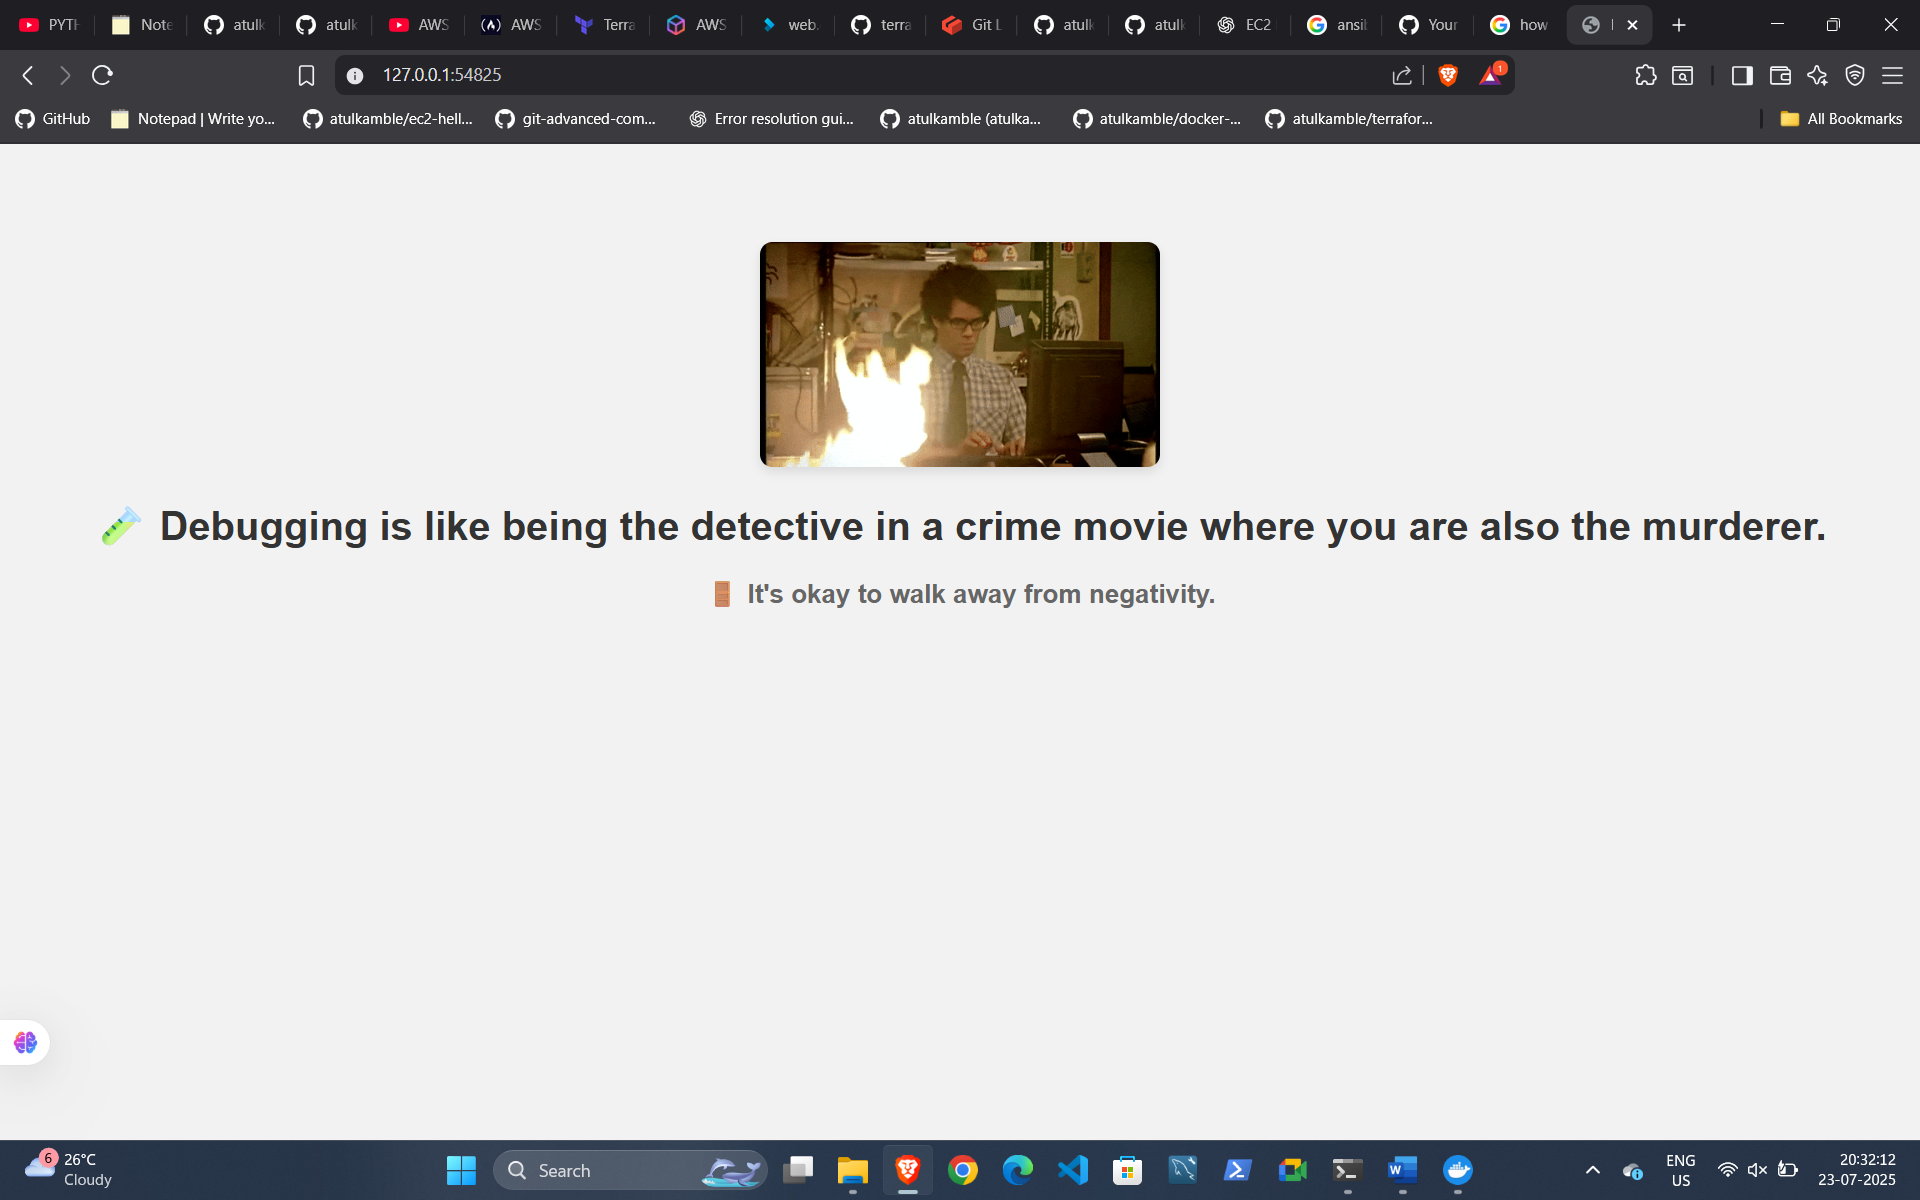 PYTH
Note
atulk
atulk
AWS
AWS
Terra
AWS
web.
terra
Git L
atulk
atulk
EC2
ansil
Your
how
127.0.0.1:54825
1
GitHub
Notepad | Write yo...
atulkamble/ec2-hell...
git-advanced-com...
Error resolution gui...
atulkamble (atulka...
atulkamble/docker-...
atulkamble/terrafor...
All Bookmarks
Debugging is like being the detective in a crime movie where you are also the murderer.
It's okay to walk away from negativity.
6
26°C
Cloudy
Search
ENG
US
20:32:12
23-07-2025